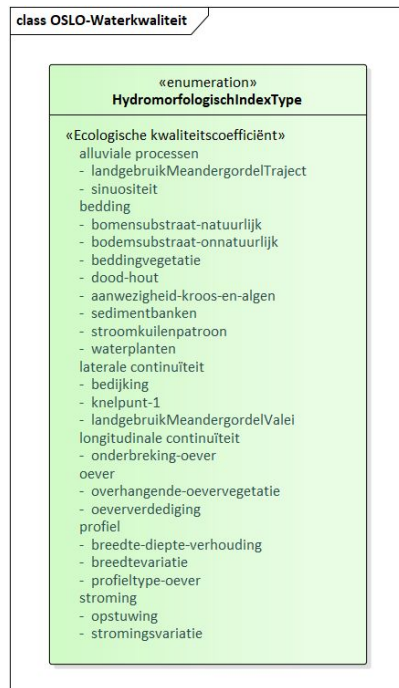 class OSLO-Waterkwaliteit
«enumeration»
HydromorfologischIndexType
«Ecologische kwaliteitscoefficiënt»
alluviale processen
- landgebruikMeandergordelTraject
- sinuositeit
bedding
- bomensubstraat-natuurlijk
- bodemsubstraat-onnatuurlijk
- beddingvegetatie
- dood-hout
- aanwezigheid-kroos-en-algen
- sedimentbanken
- stroomkuilenpatroon
- waterplanten
laterale continuïteit
- bedijking
- knelpunt-1
- landgebruikMeandergordelValei
longitudinale continuïteit
- onderbreking-oever
oever
- overhangende-oevervegetatie
- oeververdediging
profiel
- breedte-diepte-verhouding
- breedtevariatie
- profieltype-oever
stroming
- opstuwing
- stromingsvariatie